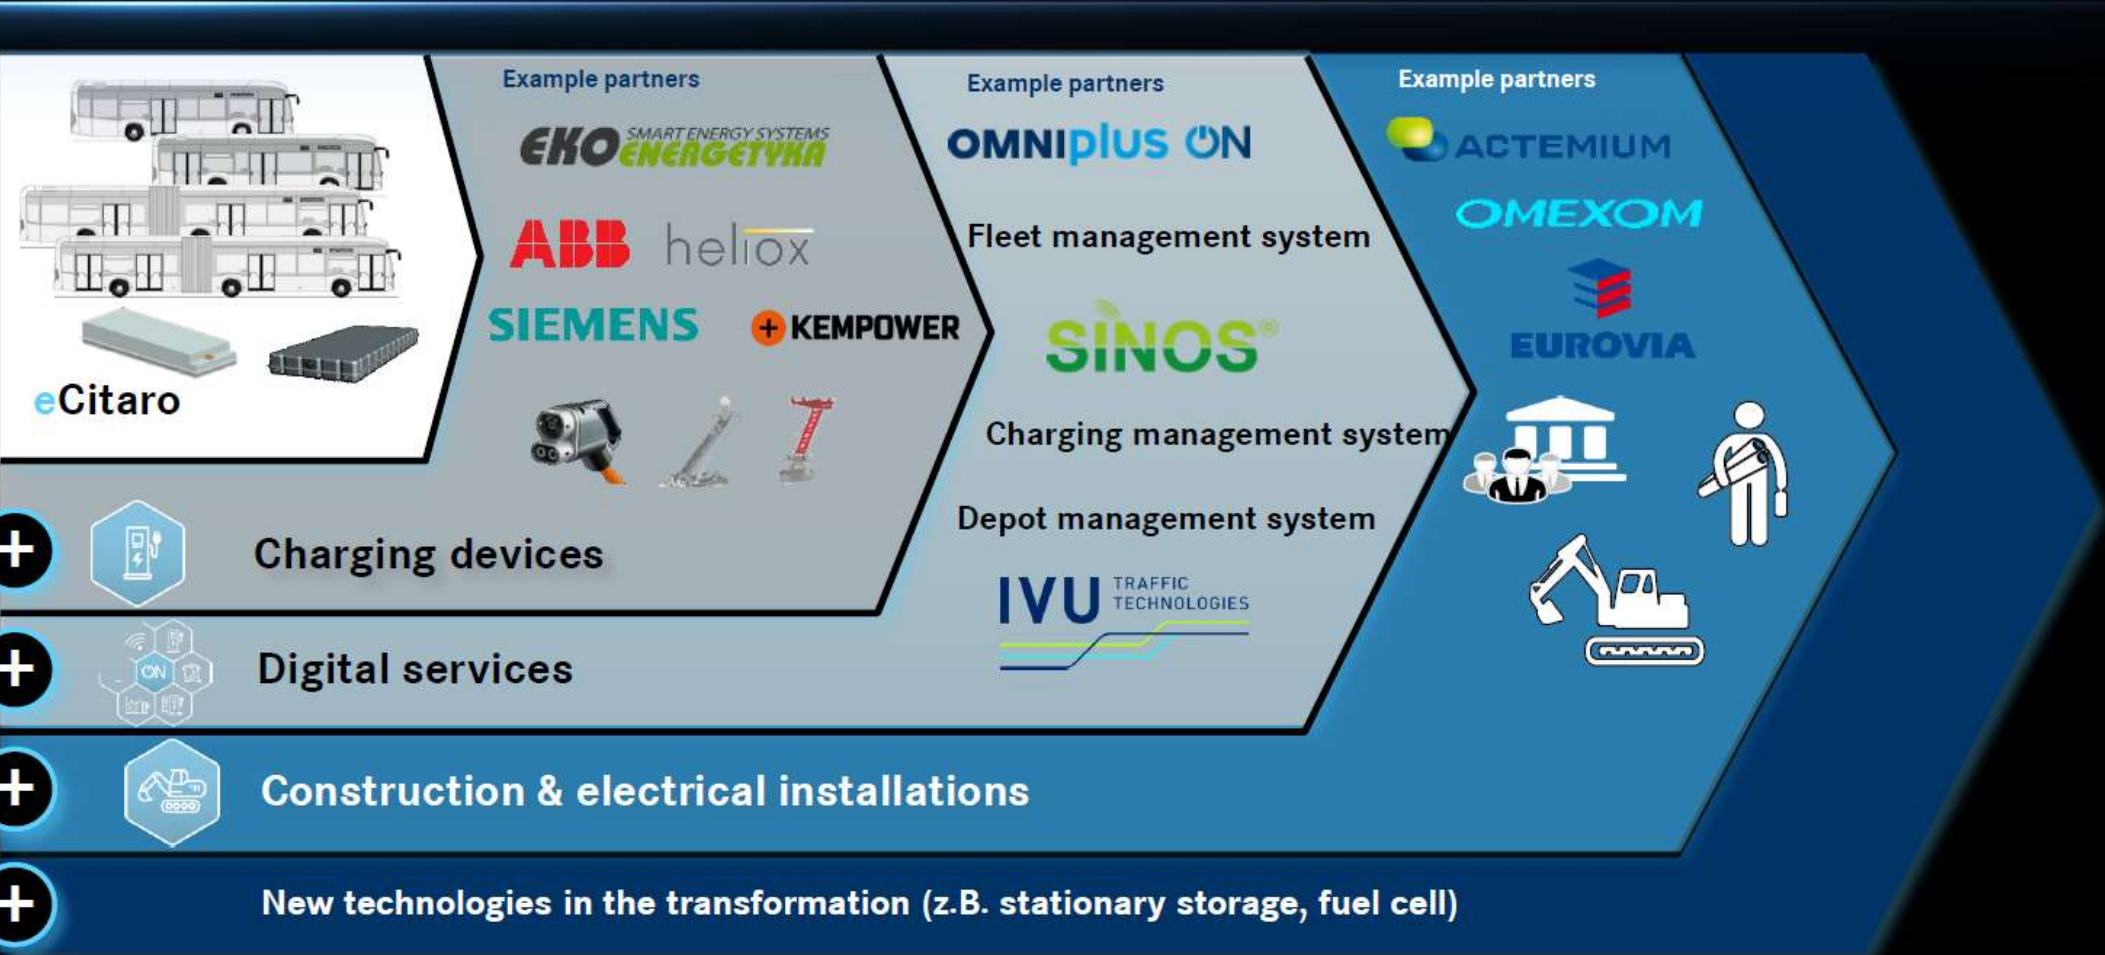 Example partners
EKO SMART ENERGY SYSTEMS
ENERGETYKA
ABB heliox
SIEMENS KEMPOWER
eCitaro
Example partners
OMNIplus ON
Fleet management system
SINOS®
Charging management system
Depot management system
IVU TRAFFIC
TECHNOLOGIES
Example partners
ACTEMIUM
OMEXOM
EUROVIA
+ Charging devices
+ ON Digital services
+ Construction & electrical installations
+ New technologies in the transformation (z.B. stationary storage, fuel cell)